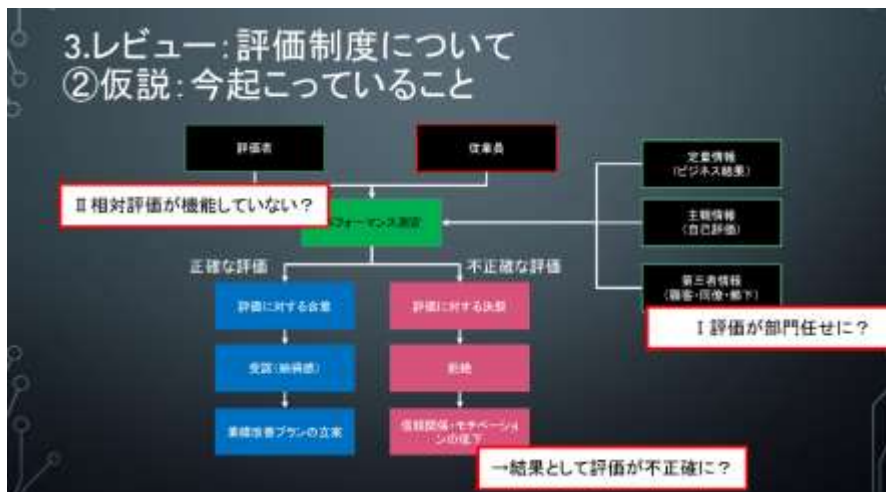 3.レビュー：評価制度について
②仮説：今起こっていること
評価者
従業員
定量情報
(ビジネス結果)
Ⅱ相対評価が機能していない？
フォーマンス測定
主観情報
(自己評価)
正確な評価
不正確な評価
第三者情報
(顧客・同僚・部下)
評価に対する合意
評価に対する決裂
Ⅰ評価が部門任せに？
受諾(納得感)
拒絶
業績改善プランの立案
信頼関係・モチベーショ
ンの低下
→結果として評価が不正確に？